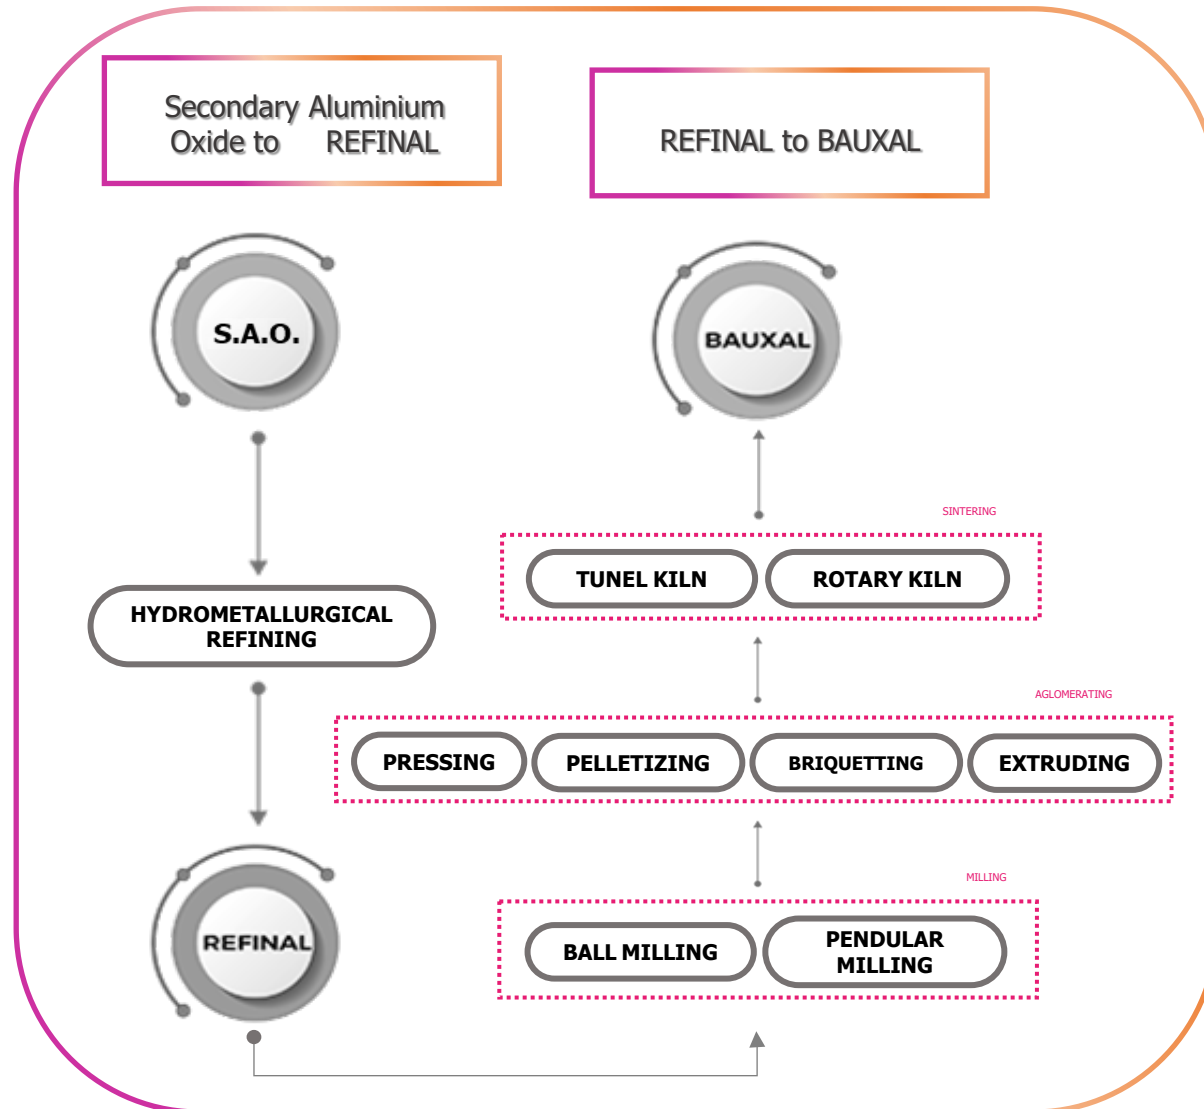 Secondary Aluminium
Oxide to REFINAL
REFINAL to BAUXAL
S.A.O.
BAUXAL
SINTERING
TUNEL KILN
ROTARY KILN
HYDROMETALLURGICAL
REFINING
AGLOMERATING
PRESSING
PELLETIZING
BRIQUETTING
EXTRUDING
MILLING
REFINAL
BALL MILLING
PENDULAR
MILLING